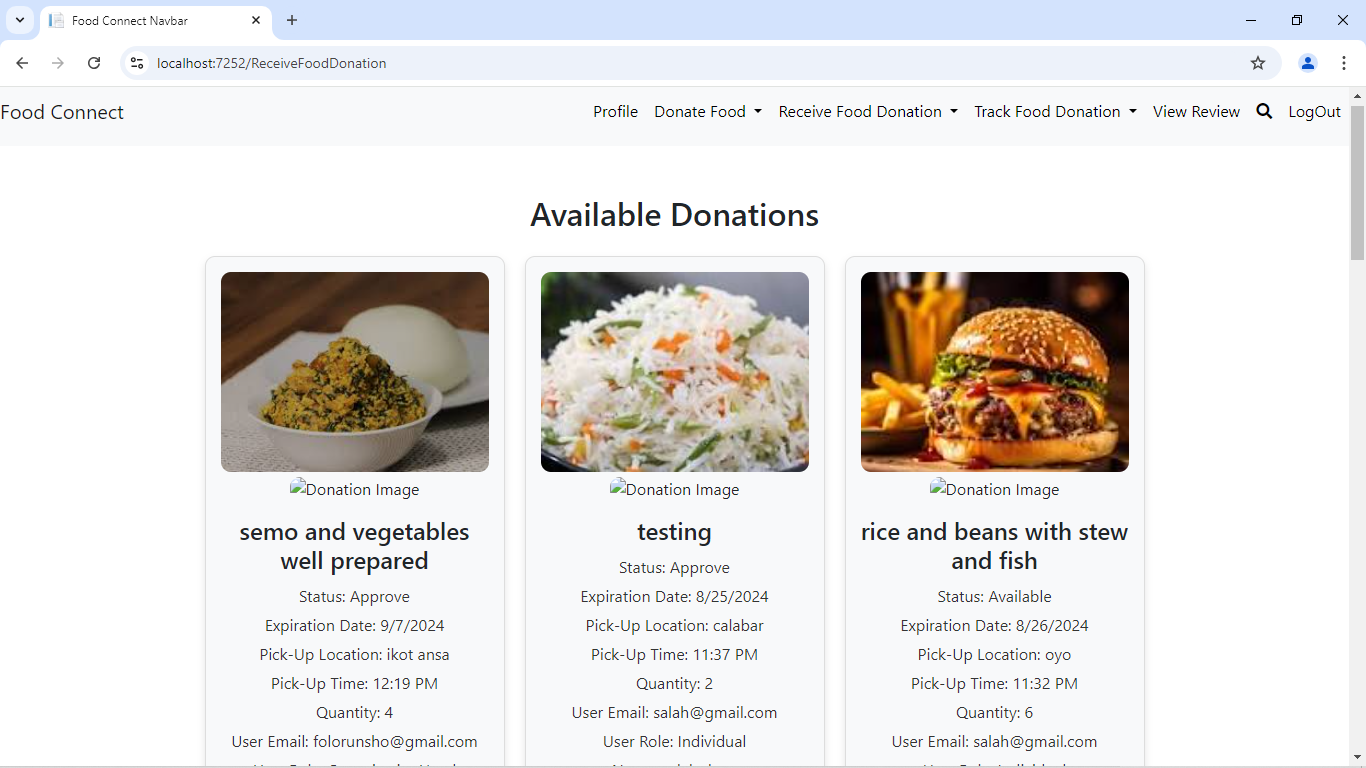 Food Connect Navbar
localhost:7252/ReceiveFoodDonation
Food Connect
Profile
Donate Food
Receive Food Donation
Track Food Donation
View Review
LogOut
Available Donations
Donation Image
semo and vegetables
well prepared
Status: Approve
Expiration Date: 9/7/2024
Pick-Up Location: ikot ansa
Pick-Up Time: 12:19 PM
Quantity: 4
User Email: folorunsho@gmail.com
Donation Image
testing
Status: Approve
Expiration Date: 8/25/2024
Pick-Up Location: calabar
Pick-Up Time: 11:37 PM
Quantity: 2
User Email: salah@gmail.com
User Role: Individual
Donation Image
rice and beans with stew
and fish
Status: Available
Expiration Date: 8/26/2024
Pick-Up Location: oyo
Pick-Up Time: 11:32 PM
Quantity: 6
User Email: salah@gmail.com